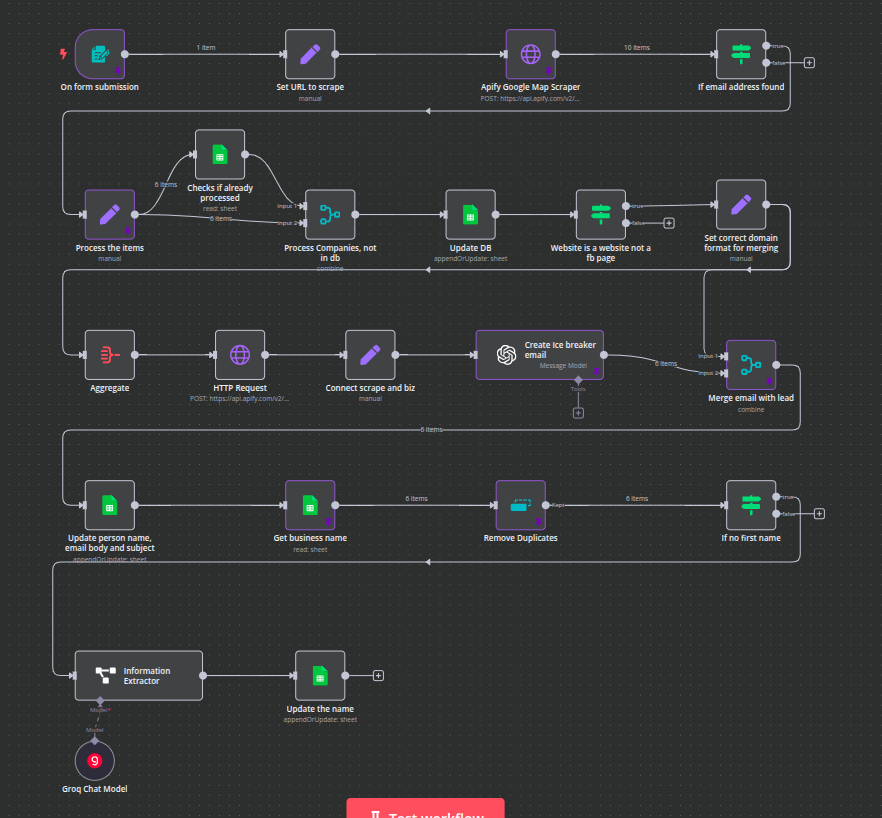 1 item
10 items
true
false
On form submission
Set URL to scrape
manual
Apify Google Map Scraper
POST: https://api.apify.com/v2/...
If email address found
6 items
6 items
Checks if already
processed
read: sheet
Input 1
Input 2
true
false
Process the items
manual
Process Companies, not
in db
combine
Update DB
appendOrUpdate: sheet
Website is a website not a
fb page
Set correct domain
format for merging
manual
Aggregate
HTTP Request
POST: https://api.apify.com/v2/...
Connect scrape and biz
manual
Create Ice breaker
email
Message Model
Tools
6 items
Input 1
Input 2
Merge email with lead
combine
6 items
Update person name,
email body and subject
appendOrUpdate: sheet
Get business name
read: sheet
6 items
Kept
Remove Duplicates
6 items
true
false
If no first name
Information
Extractor
Model*
Model
Groq Chat Model
Update the name
appendOrUpdate: sheet
Test workflow